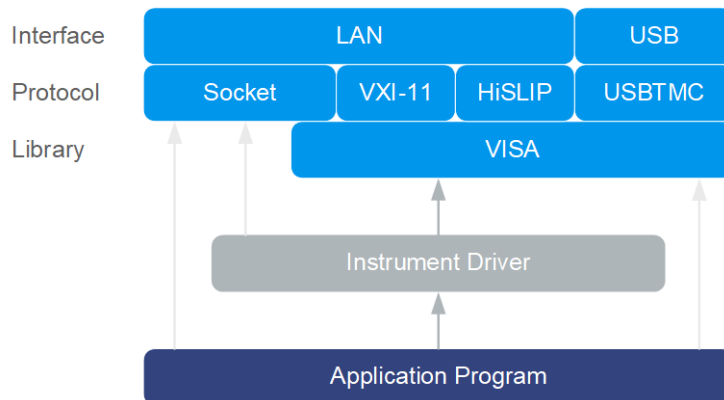 Interface LAN USB
Protocol Socket VXI-11 HiSLIP USBTMC
Library VISA
Instrument Driver
Application Program